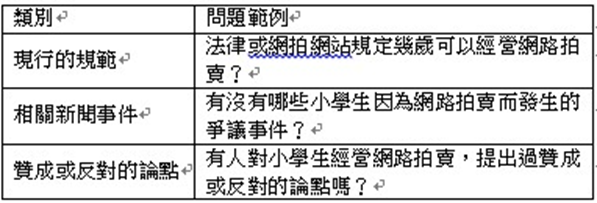 類別
問題範例
現行的規範
法律或網拍網站規定幾歲可以經營網路拍
賣？
相關新聞事件
有沒有哪些小學生因為網路拍賣而發生的
爭議事件？
贊成或反對的論點
有人對小學生經營網路拍賣，提出過贊成
或反對的論點嗎？